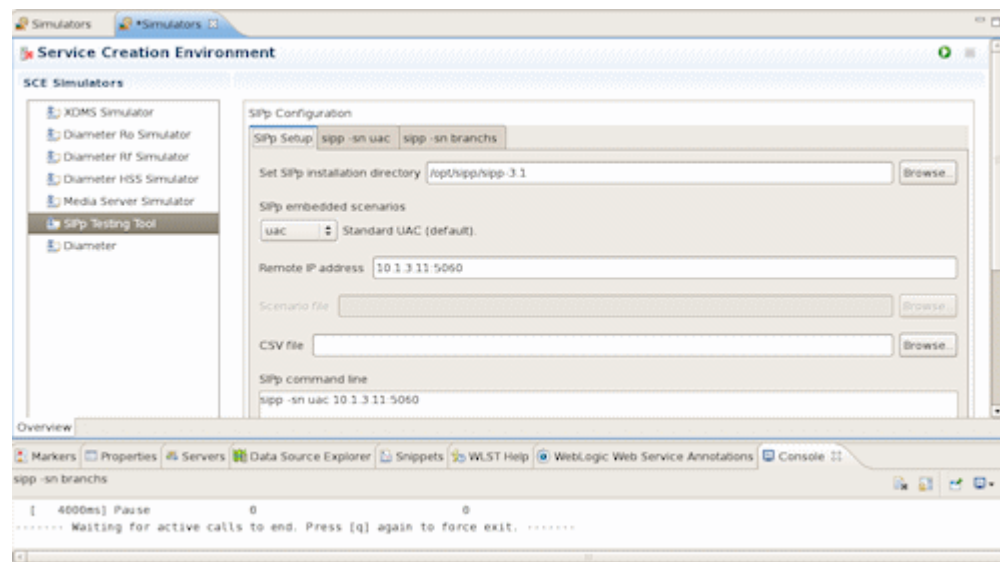 Simulators *Simulators
Service Creation Environment
SCE Simulators
XDMS Simulator
Diameter Ro Simulator
Diameter Rf Simulator
Diameter HSS Simulator
Media Server Simulator
SIPp Testing Tool
Diameter
SIPp Configuration
SIPp Setup sipp -sn uac sipp -sn branchs
Set SIPp installation directory /opt/sipp/sipp-3.1 Browse...
SIPp embedded scenarios
uac Standard UAC (default).
Remote IP address 10.1.3.11:5060
Scenario file Browse...
CSV file Browse...
SIPp command line
sipp -sn uac 10.1.3.11:5060
Overview
Markers Properties Servers Data Source Explorer Snippets WLST Help WebLogic Web Service Annotations Console
sipp -sn branchs
[ 4000ms] Pause 0 0
------- Waiting for active calls to end. Press [q] again to force exit. -------